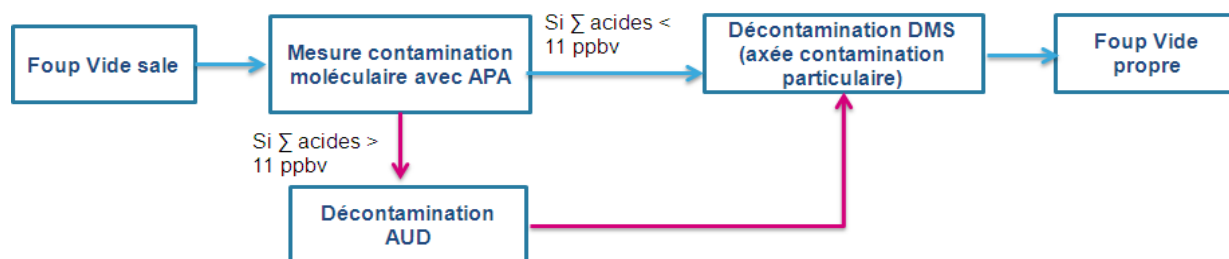 Foup Vide sale
Mesure contamination
moléculaire avec APA
Si ∑ acides <
11 ppbv
Décontamination DMS
(axée contamination
particulaire)
Foup Vide
propre
Si ∑ acides >
11 ppbv
Décontamination
AUD